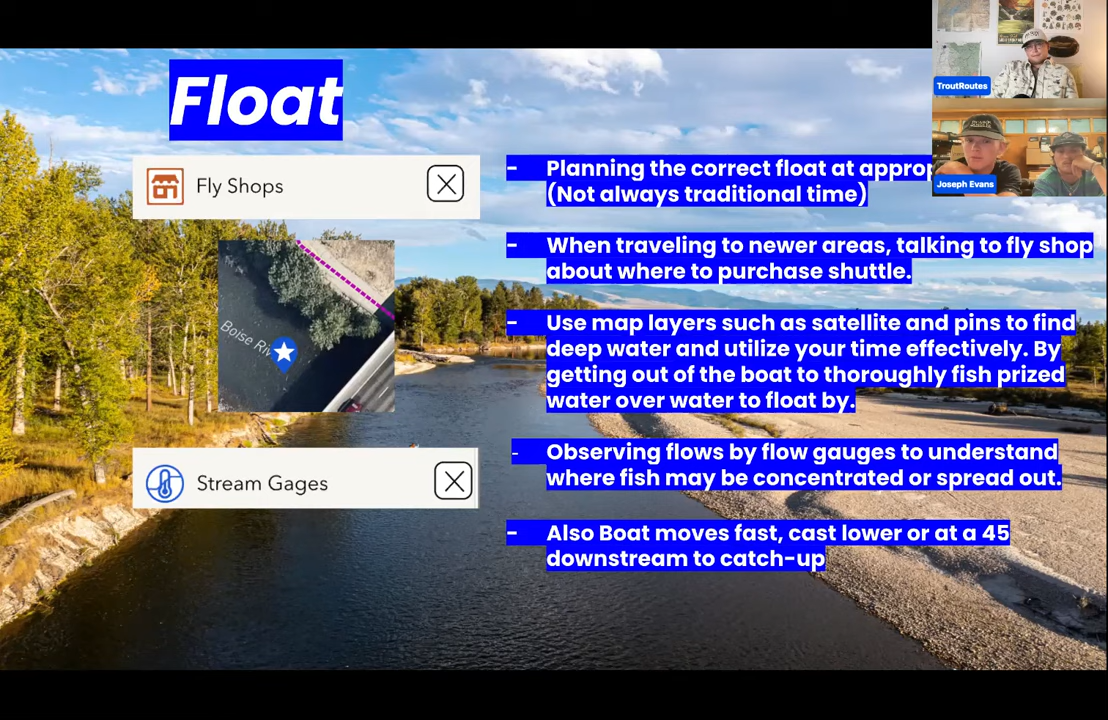 Float
Fly Shops
Boise
Stream Gages
- Planning the correct float at
(Not always traditional time)
- When traveling to newer areas, talking to fly shop
about where to purchase shuttle.
- Use map layers such as satellite and pins to find
deep water and utilize your time effectively. By
getting out of the boat to thoroughly fish prized
water over water to float by.
- Observing flows by flow gauges to understand
where fish may be concentrated or spread out.
- Also Boat moves fast, cast lower or at a 45
downstream to catch-up
TroutRoutes
Joseph Evans